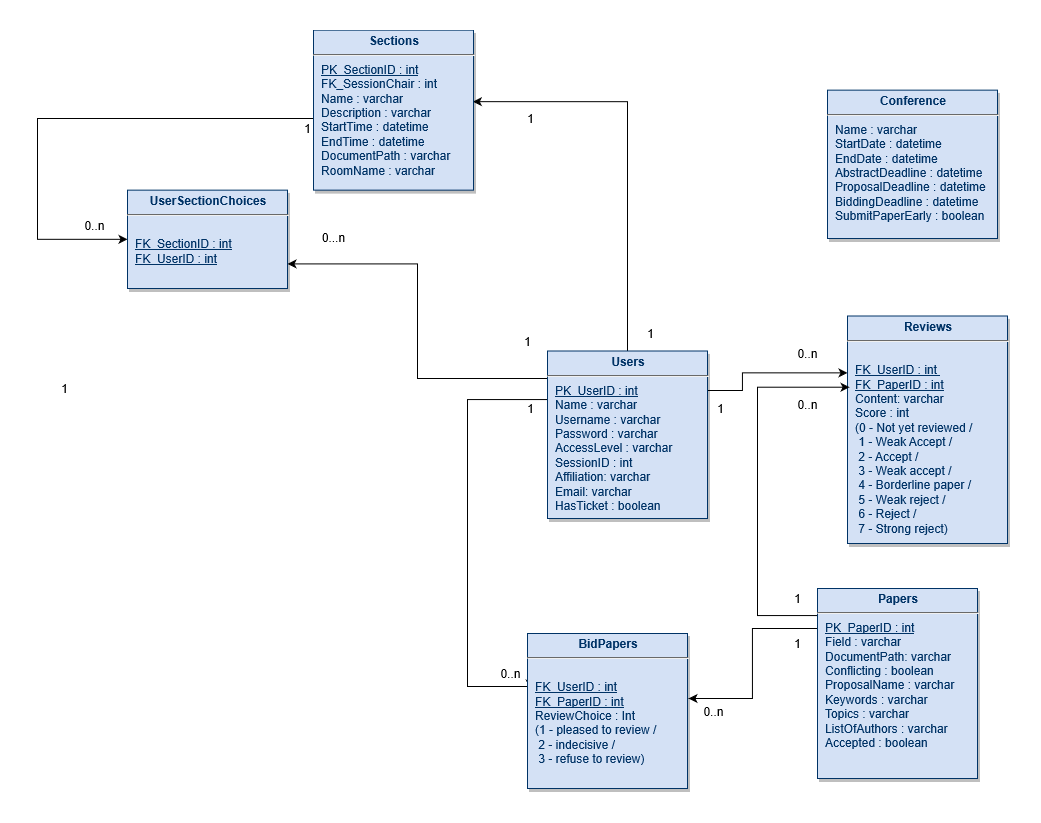 Sections
PK_SectionID : int
FK_SessionChair : int
Name : varchar
Description : varchar
StartTime : datetime
EndTime : datetime
DocumentPath : varchar
RoomName : varchar
1
1
Conference
Name : varchar
StartDate : datetime
EndDate : datetime
AbstractDeadline : datetime
ProposalDeadline : datetime
BiddingDeadline : datetime
SubmitPaperEarly : boolean
UserSectionChoices
FK_SectionID : int
FK_UserID : int
0..n
0...n
1
1
1
Users
PK_UserID : int
Name : varchar
Username : varchar
Password : varchar
AccessLevel : varchar
SessionID : int
Affiliation: varchar
Email: varchar
HasTicket : boolean
1
1
0..n
0..n
Reviews
FK_UserID : int
FK_PaperID : int
Content: varchar
Score : int
(0 - Not yet reviewed /
1 - Weak Accept /
2 - Accept /
3 - Weak accept /
4 - Borderline paper /
5 - Weak reject /
6 - Reject /
7 - Strong reject)
1
1
Papers
PK_PaperID : int
Field : varchar
DocumentPath: varchar
Conflicting : boolean
ProposalName : varchar
Keywords : varchar
Topics : varchar
ListOfAuthors : varchar
Accepted : boolean
0..n
0..n
BidPapers
FK_UserID : int
FK_PaperID : int
ReviewChoice : Int
(1 - pleased to review /
2 - indecisive /
3 - refuse to review)